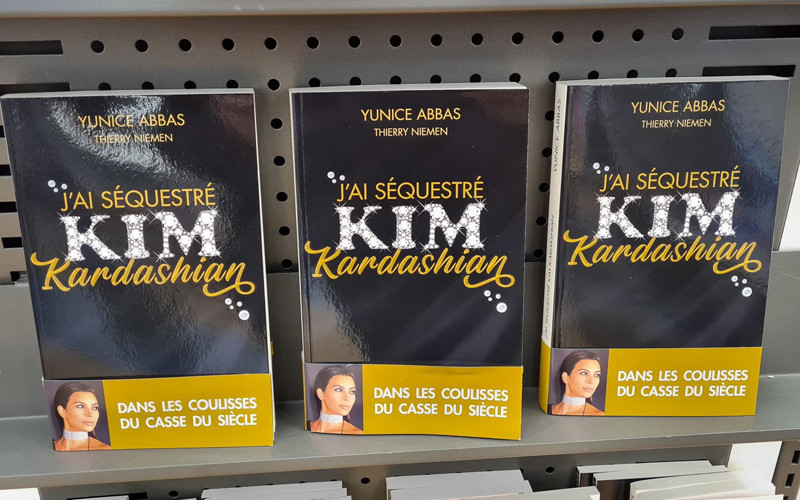 YUNICE ABBAS
THIERRY NIEMEN
J'AI SÉQUESTRÉ
KIM
Kardashian
DANS LES COULISSES
DU CASSE DU SIÈCLE
YUNICE ABBAS
THIERRY NIEMEN
J'AI SÉQUESTRÉ
KIM
Kardashian
DANS LES COULISSES
DU CASSE DU SIÈCLE
YUNICE ABBAS
YUNICE ABBAS
THIERRY NIEMEN
J'AI SÉQUESTRÉ
KIM
Kardashian
DANS LES COULISSES
DU CASSE DU SIÈCLE